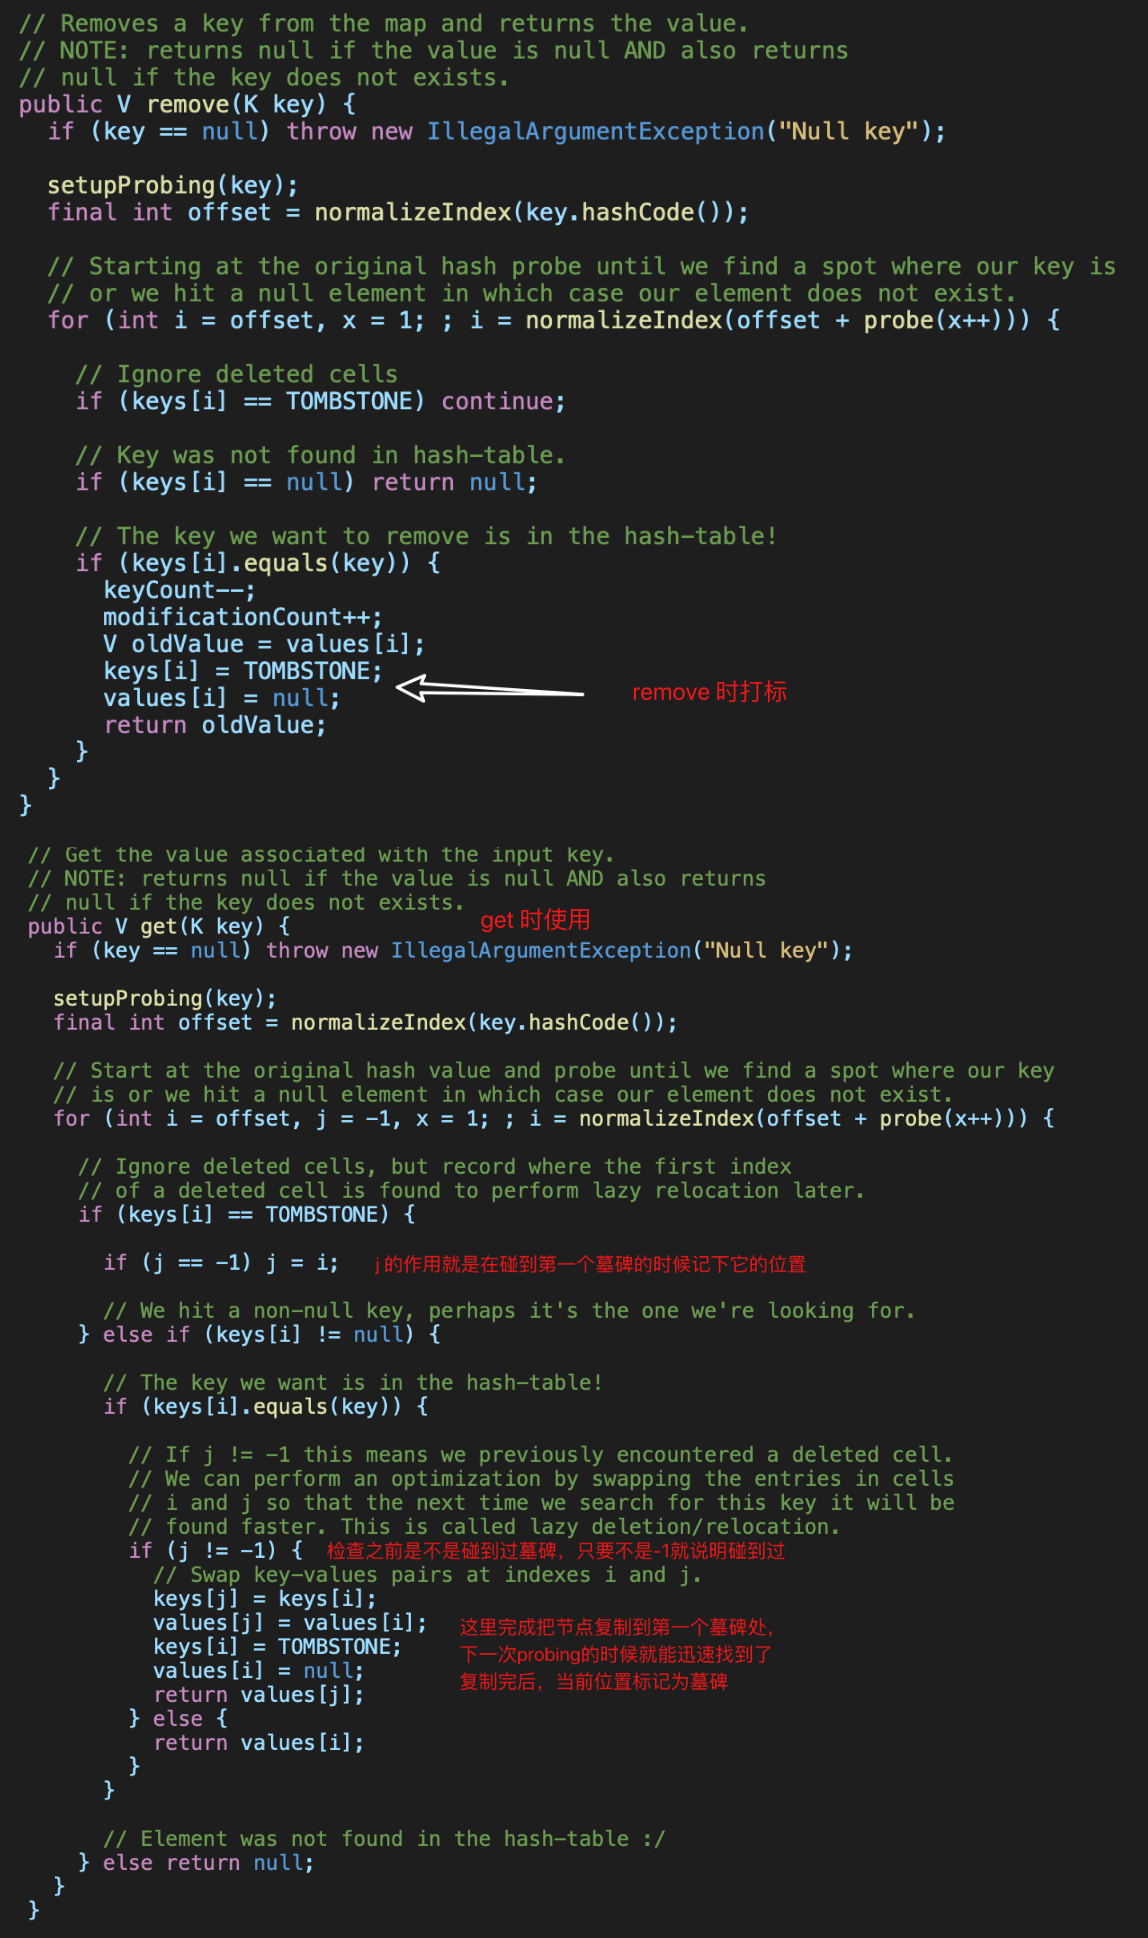 // Removes a key from the map and returns the value.
// NOTE: returns null if the value is null AND also returns
// null if the key does not exists.
public V remove(K key) {
if (key == null) throw new IllegalArgumentException("Null key");
setupProbing(key);
final int offset = normalizeIndex(key.hashCode());
// Starting at the original hash probe until we find a spot where our key is
// or we hit a null element in which case our element does not exist.
for (int i = offset, x = 1; ; i = normalizeIndex(offset + probe(x++))) {
// Ignore deleted cells
if (keys[i] == TOMBSTONE) continue;
// Key was not found in hash-table.
if (keys[i] == null) return null;
// The key we want to remove is in the hash-table!
if (keys[i].equals(key)) {
keyCount--;
modificationCount++;
V oldValue = values[i];
keys[i] = TOMBSTONE;
remove 时打标
values[i] = null;
return oldValue;
}
}
}
// Get the value associated with the input key.
// NOTE: returns null if the value is null AND also returns
// null if the key does not exists.
get 时使用
public V get(K key) {
if (key == null) throw new IllegalArgumentException("Null key");
setupProbing(key);
final int offset = normalizeIndex(key.hashCode());
// Start at the original hash value and probe until we find a spot where our key
// is or we hit a null element in which case our element does not exist.
for (int i = offset, j = -1, x = 1; ; i = normalizeIndex(offset + probe(x++))) {
// Ignore deleted cells, but record where the first index
// of a deleted cell is found to perform lazy relocation later.
if (keys[i] == TOMBSTONE) {
if (j == -1) j = i; j 的作用就是在碰到第一个墓碑的时候记下它的位置
// We hit a non-null key, perhaps it's the one we're looking for.
} else if (keys[i] != null) {
// The key we want is in the hash-table!
if (keys[i].equals(key)) {
// If j != -1 this means we previously encountered a deleted cell.
// We can perform an optimization by swapping the entries in cells
// i and j so that the next time we search for this key it will be
// found faster. This is called lazy deletion/relocation.
if (j != -1) { 检查之前是不是碰到过墓碑，只要不是-1就说明碰到过
// Swap key-values pairs at indexes i and j.
keys[j] = keys[i];
values[j] = values[i]; 这里完成把节点复制到第一个墓碑处，
keys[i] = TOMBSTONE; 下一次probing的时候就能迅速找到了
values[i] = null; 复制完后，当前位置标记为墓碑
return values[j];
} else {
return values[i];
}
}
// Element was not found in the hash-table :/
} else return null;
}
}